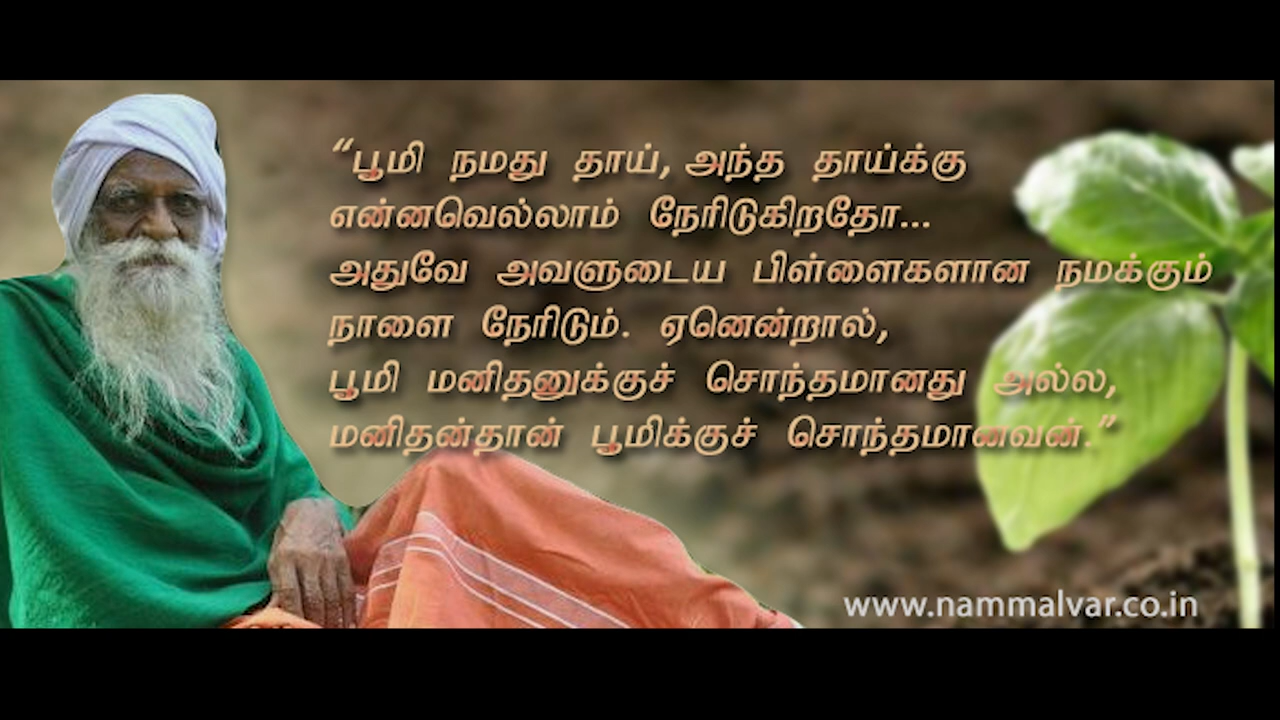 “பூமி நமது தாய், அந்த தாய்க்கு
என்னவெல்லாம் நேரிடுகிறதோ...
அதுவே அவளுடைய பிள்ளைகளான நமக்கும்
நாளை நேரிடும். ஏனென்றால்,
பூமி மனிதனுக்குச் சொந்தமானது அல்ல,
மனிதன்தான் பூமிக்குச் சொந்தமானவன்.”
www.nammalvar.co.in